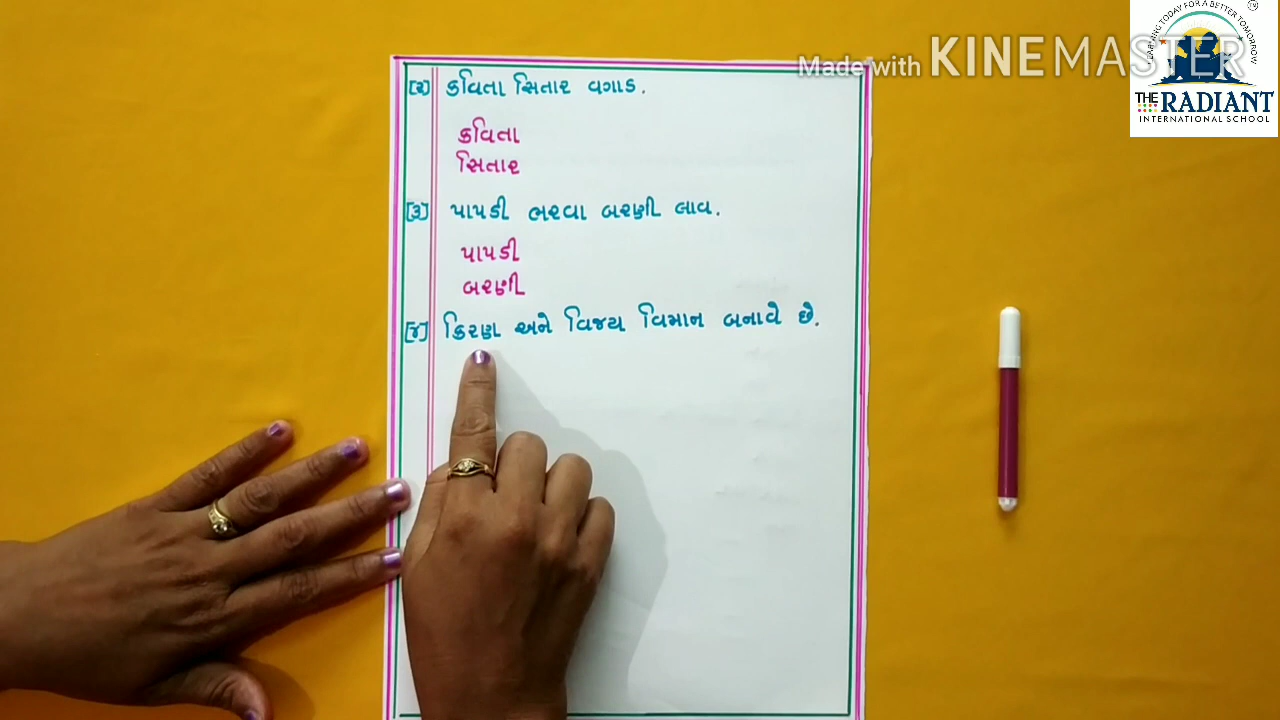 [૨] કવિતા સિતાર વગાડ.
કવિતા
સિતાર
[૩] પાપડી ભરવા બરણી લાવ.
પાપડી
બરણી
[૪] કિરણ અને વિજય વિમાન બનાવે છે.
Made with KINEMASTER
THE RADIANT
INTERNATIONAL SCHOOL